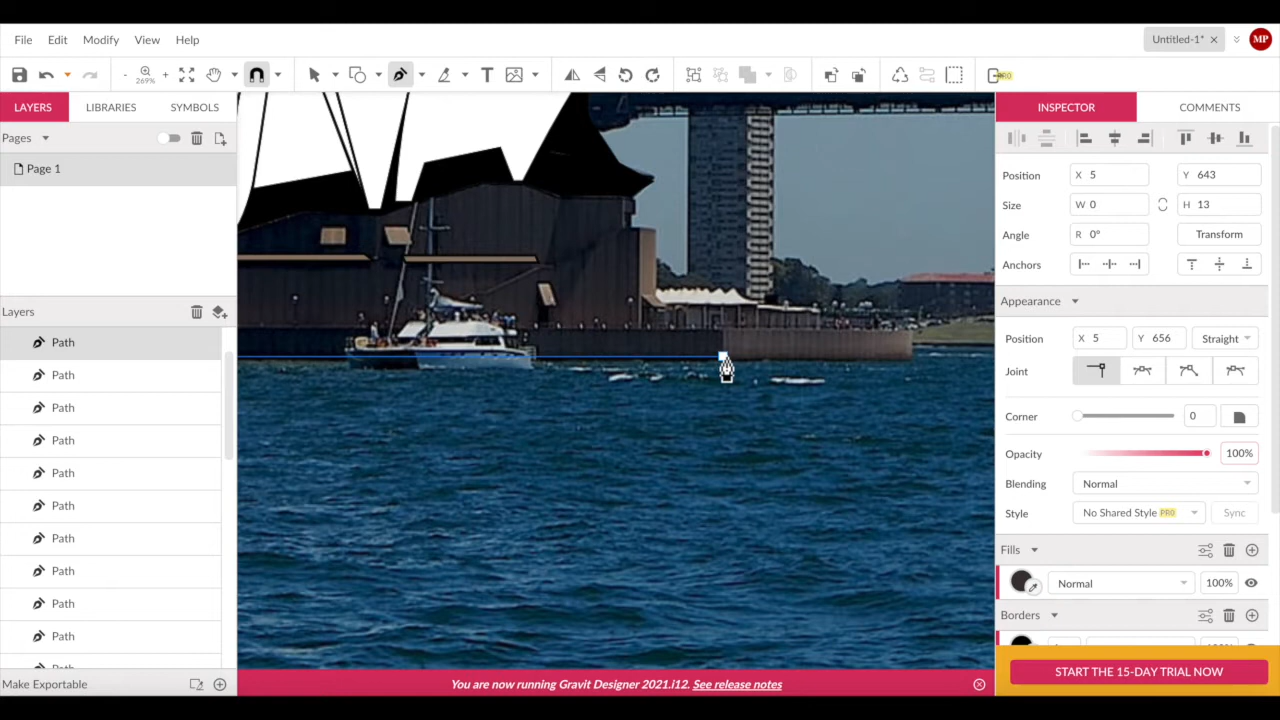 File Edit Modify View Help
Untitled-1* MP
- 269% + T PRO
LAYERS LIBRARIES SYMBOLS
INSPECTOR COMMENTS
Pages
Page 1
Position X 5 Y 643
Size W 0 H 13
Angle R 0° Transform
Anchors
Layers
Appearance
Path
Position X 5 Y 656 Straight
Path
Joint
Path
Corner 0
Path
Opacity 100%
Path
Blending Normal
Path
Style No Shared Style PRO Sync
Path
Fills
Path
Normal 100%
Path
Borders
Path
START THE 15-DAY TRIAL NOW
Make Exportable
You are now running Gravit Designer 2021.i12. See release notes